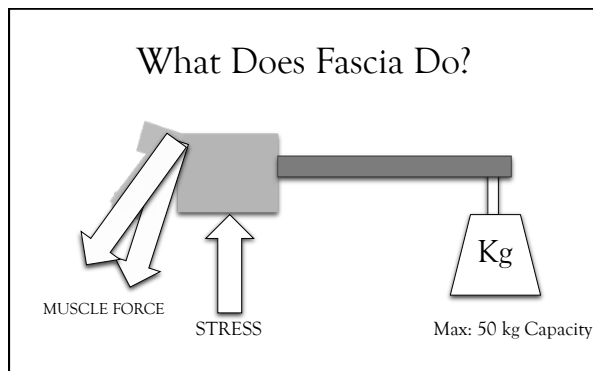 What Does Fascia Do?
Kg
MUSCLE FORCE
STRESS
Max: 50 kg Capacity